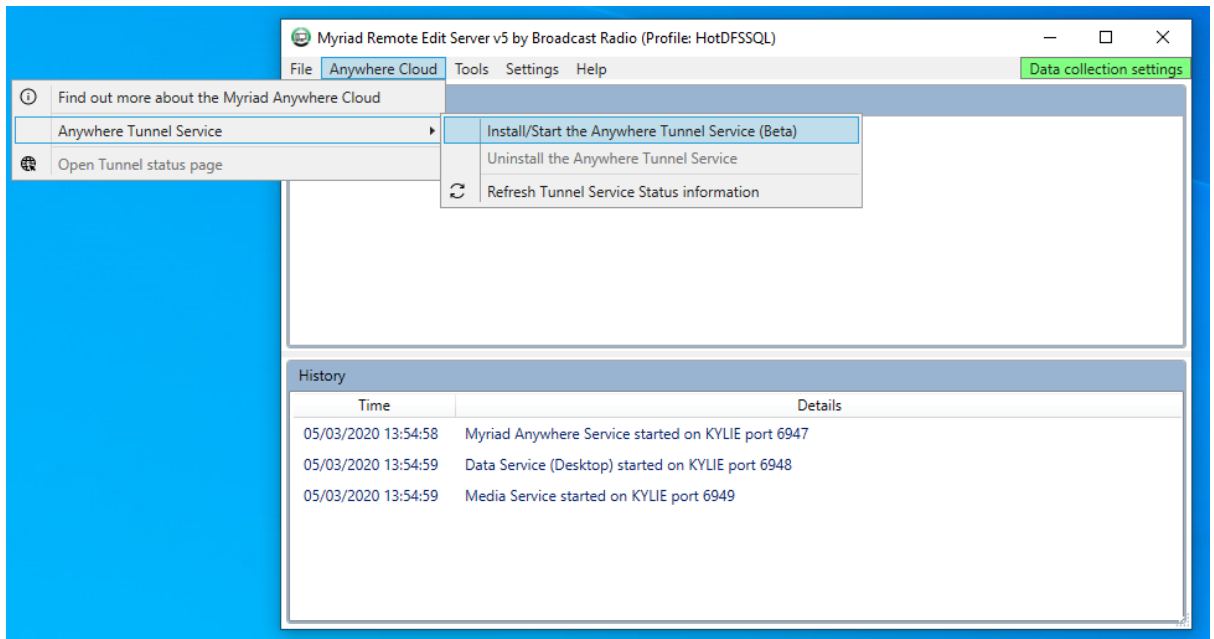 Myriad Remote Edit Server v5 by Broadcast Radio (Profile: HotDFSSQL)
File Anywhere Cloud Tools Settings Help Data collection settings
Find out more about the Myriad Anywhere Cloud
Anywhere Tunnel Service
Open Tunnel status page
Install/Start the Anywhere Tunnel Service (Beta)
Uninstall the Anywhere Tunnel Service
Refresh Tunnel Service Status information
History
Time Details
05/03/2020 13:54:58 Myriad Anywhere Service started on KYLIE port 6947
05/03/2020 13:54:59 Data Service (Desktop) started on KYLIE port 6948
05/03/2020 13:54:59 Media Service started on KYLIE port 6949